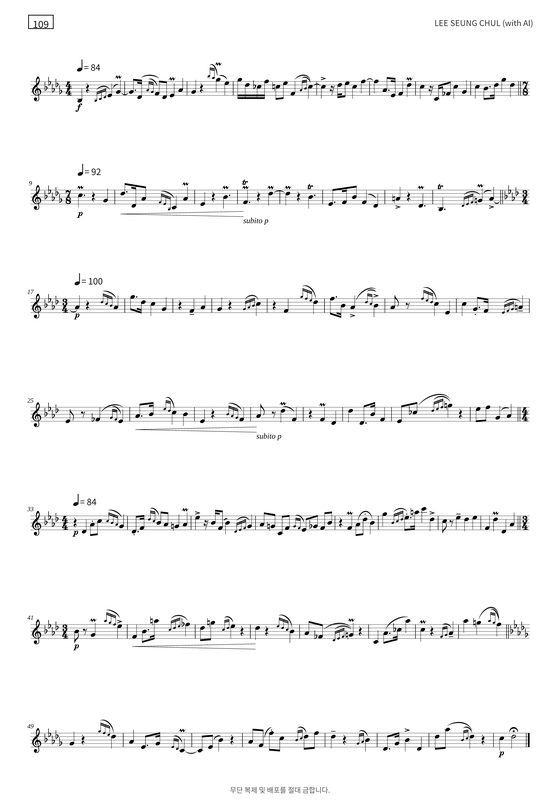 109
LEE SEUNG CHUL (with AI)
♩ = 84
f
9
♩ = 92
p
subito p
17
♩ = 100
p
25
subito p
33
♩ = 84
p
41
p
49
p
무단 복제 및 배포를 절대 금합니다.